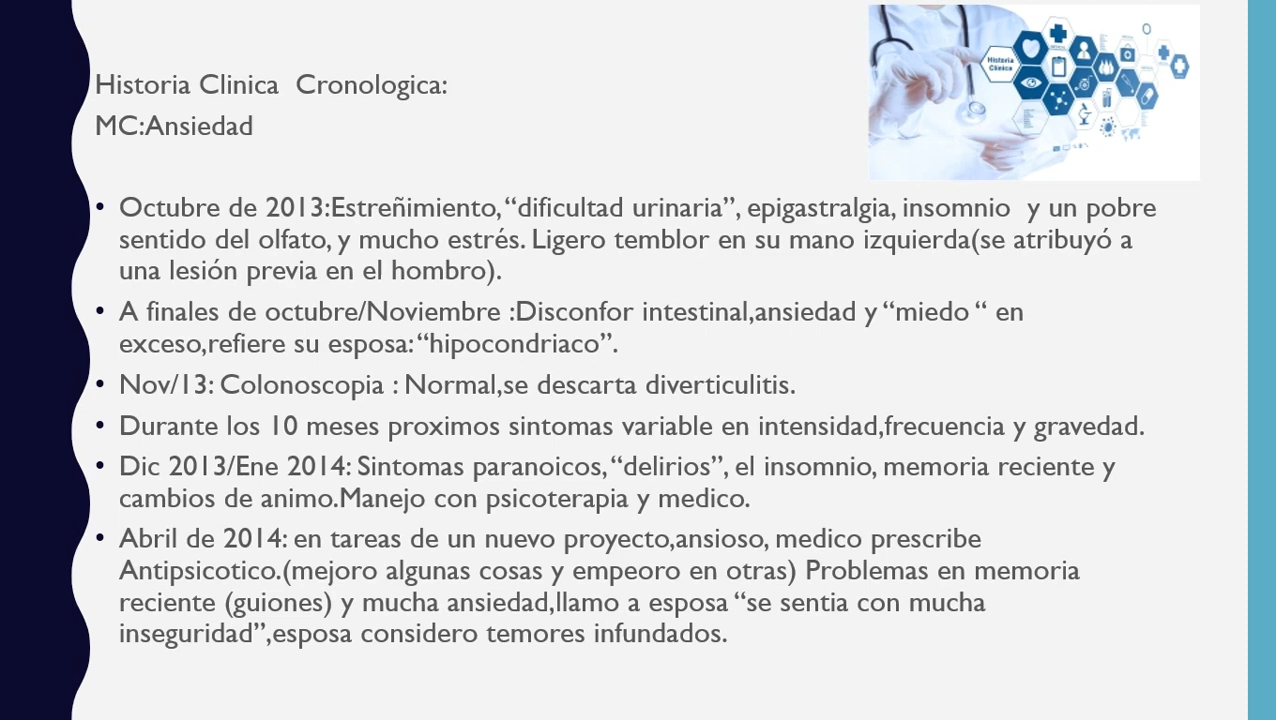 Historia
Clínica
Historia Clinica  Cronologica:
MC:Ansiedad
• Octubre de 2013:Estreñimiento,“dificultad urinaria”, epigastralgia, insomnio  y un pobre
sentido del olfato, y mucho estrés. Ligero temblor en su mano izquierda(se atribuyó a
una lesión previa en el hombro).
• A finales de octubre/Noviembre :Disconfor intestinal,ansiedad y “miedo “ en
exceso,refiere su esposa:“hipocondriaco”.
• Nov/13: Colonoscopia : Normal,se descarta diverticulitis.
• Durante los 10 meses proximos sintomas variable en intensidad,frecuencia y gravedad.
• Dic 2013/Ene 2014: Sintomas paranoicos,“delirios”, el insomnio, memoria reciente y
cambios de animo.Manejo con psicoterapia y medico.
• Abril de 2014: en tareas de un nuevo proyecto,ansioso, medico prescribe
Antipsicotico.(mejoro algunas cosas y empeoro en otras) Problemas en memoria
reciente (guiones) y mucha ansiedad,llamo a esposa “se sentia con mucha
inseguridad”,esposa considero temores infundados.